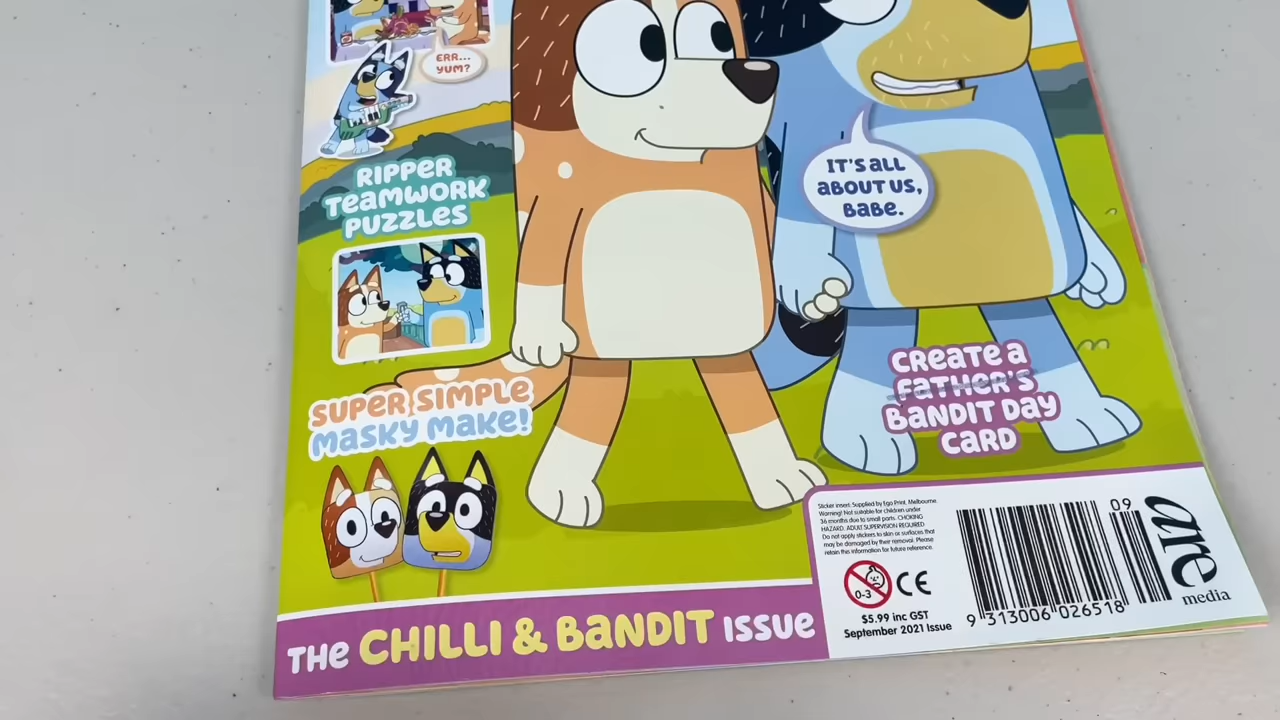 ERR...
YUM?
RIPPER
TEAMWORK
PUZZLES
IT'S ALL
ABOUT US,
BABE.
SUPER SIMPLE
MASKY MAKE!
CREATE A
FATHER'S
BANDIT DAY
CARD
THE CHILLI & BANDIT ISSUE
Sticker insert: Supplied by Ego Print, Melbourne
Warning! Not suitable for children under
36 months due to small parts. CHOKING
HAZARD. ADULT SUPERVISION REQUIRED
Do not apply stickers to skin or surfaces that
may be damaged by their removal. Please
retain this information for future reference.
0-3
CE
$5.99 inc GST
September 2021 Issue
09
9 313006 026518
are
media